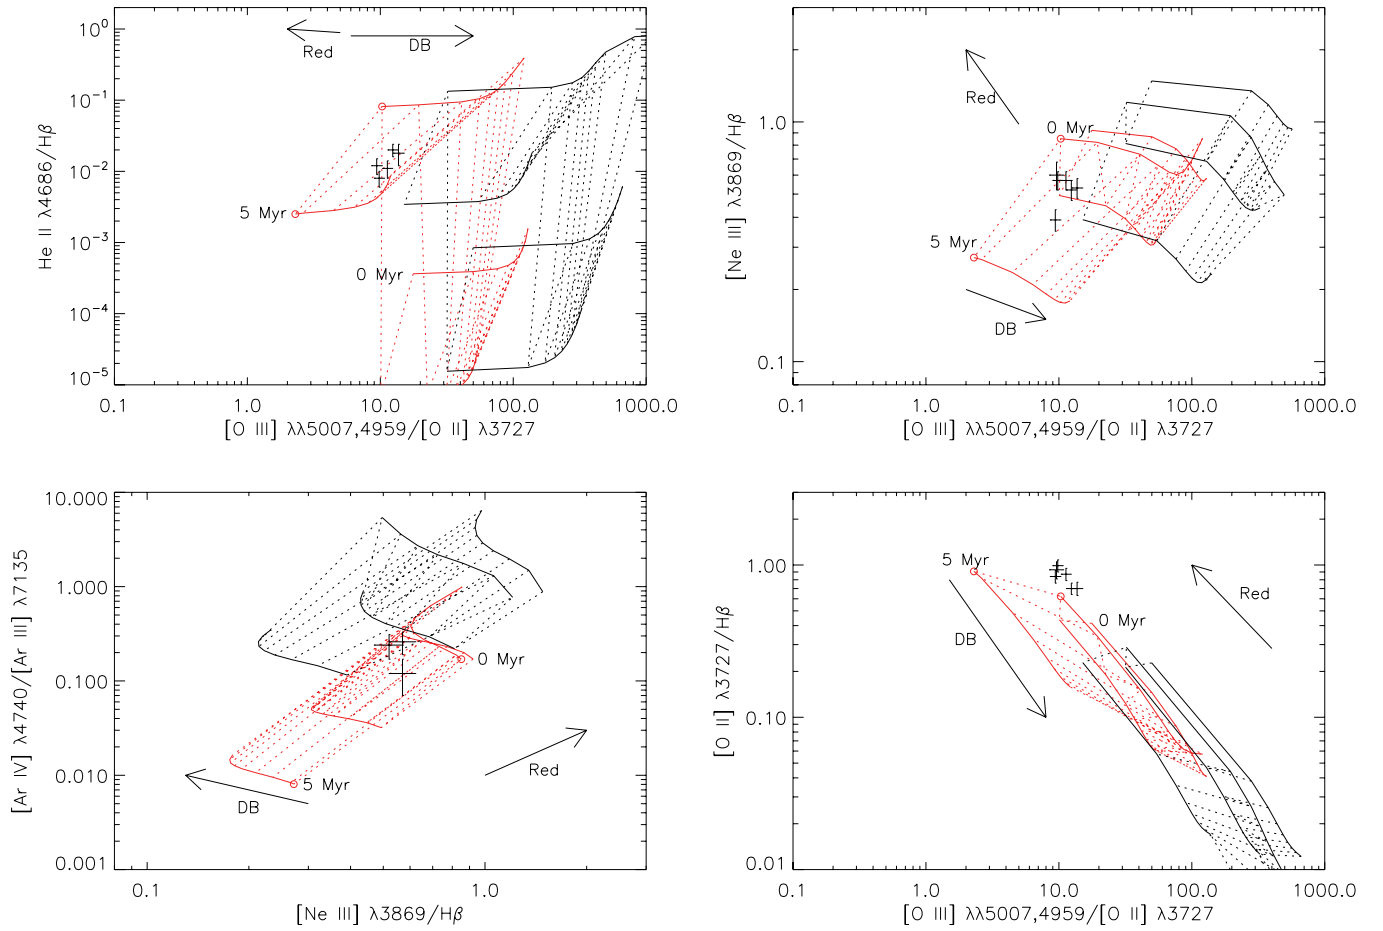 10⁰
10⁻¹
10⁻²
10⁻³
10⁻⁴
10⁻⁵
He II λ4686/Hβ
Red
DB
5 Myr
0 Myr
0.1
1.0
10.0
100.0
1000.0
[O III] λλ5007,4959/[O II] λ3727
1.0
0.1
[Ne III] λ3869/Hβ
Red
0 Myr
5 Myr
DB
0.1
1.0
10.0
100.0
1000.0
[O III] λλ5007,4959/[O II] λ3727
10.000
1.000
0.100
0.010
0.001
[Ar IV] λ4740/[Ar III] λ7135
0 Myr
5 Myr
Red
DB
0.1
1.0
[Ne III] λ3869/Hβ
1.00
0.10
0.01
[O II] λ3727/Hβ
5 Myr
0 Myr
Red
DB
0.1
1.0
10.0
100.0
1000.0
[O III] λλ5007,4959/[O II] λ3727